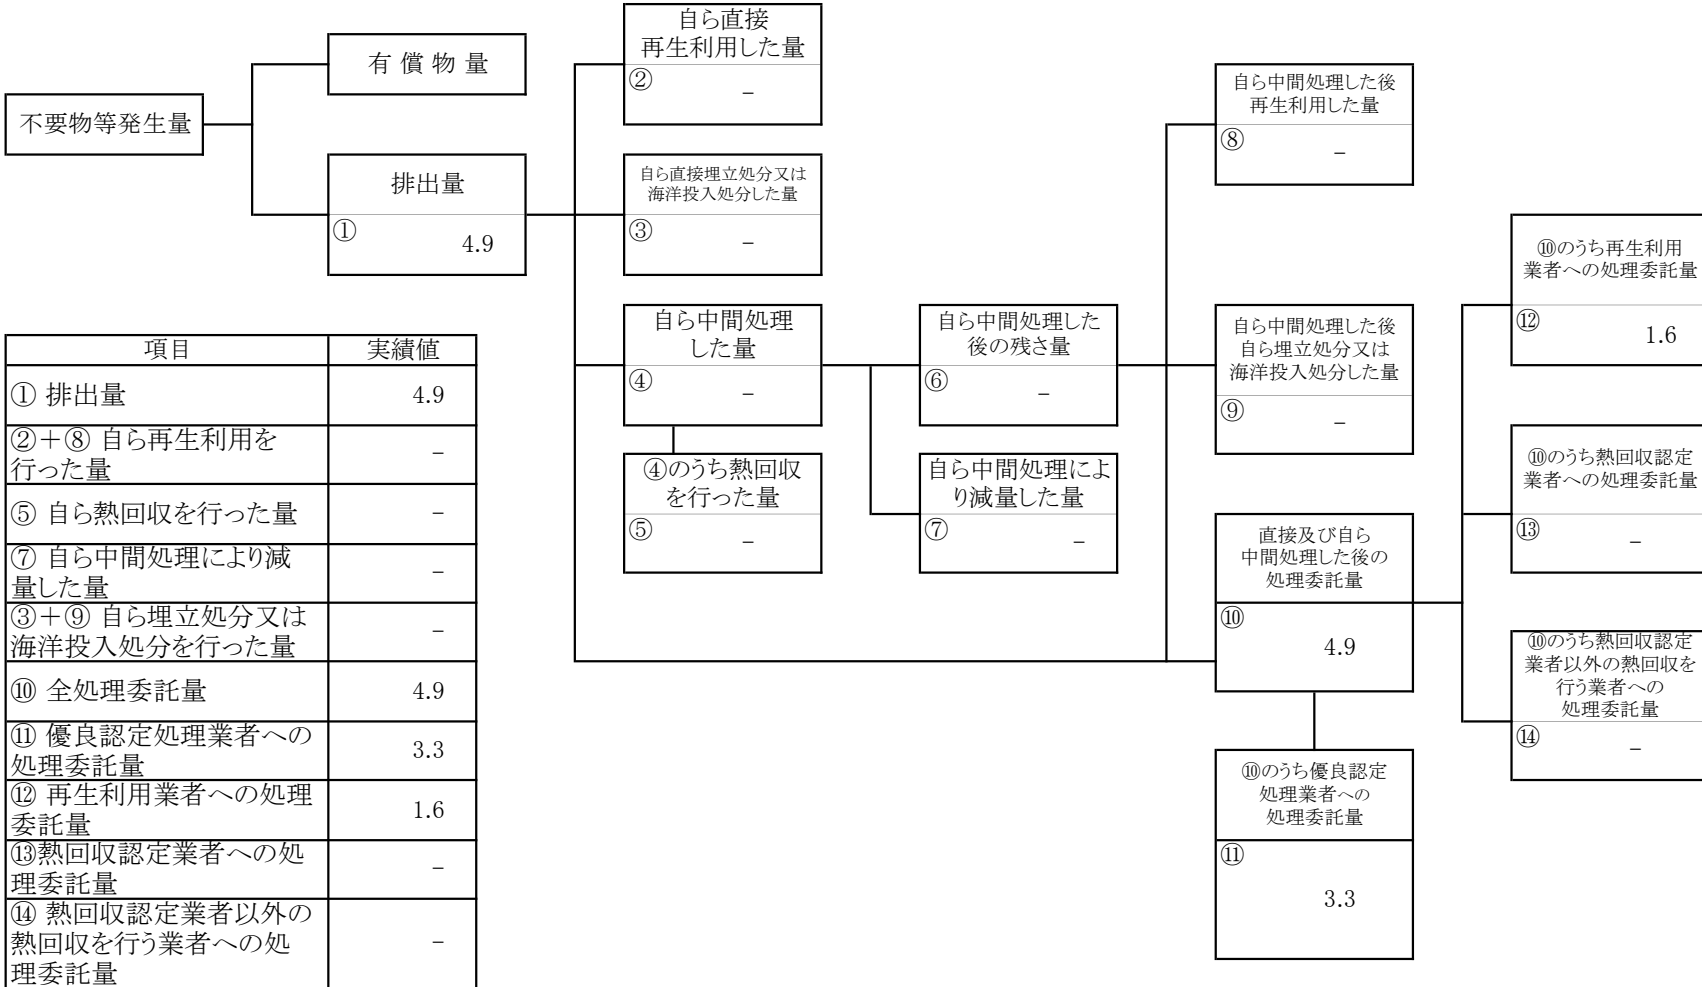 不要物等発生量
有 償 物 量
排出量
①
4.9
自ら直接
再生利用した量
②
－
自ら直接埋立処分又は
海洋投入処分した量
③
－
自ら中間処理
した量
④
－
④のうち熱回収
を行った量
⑤
－
自ら中間処理した
後の残さ量
⑥
－
自ら中間処理によ
り減量した量
⑦
－
自ら中間処理した後
再生利用した量
⑧
－
自ら中間処理した後
自ら埋立処分又は
海洋投入処分した量
⑨
－
直接及び自ら
中間処理した後の
処理委託量
⑩
4.9
⑩のうち優良認定
処理業者への
処理委託量
⑪
3.3
⑩のうち再生利用
業者への処理委託量
⑫
1.6
⑩のうち熱回収認定
業者への処理委託量
⑬
－
⑩のうち熱回収認定
業者以外の熱回収を
行う業者への
処理委託量
⑭
－
項目 実績値
① 排出量 4.9
②＋⑧ 自ら再生利用を
行った量
－
⑤ 自ら熱回収を行った量 －
⑦ 自ら中間処理により減
量した量
－
③＋⑨ 自ら埋立処分又は
海洋投入処分を行った量
－
⑩ 全処理委託量 4.9
⑪ 優良認定処理業者への
処理委託量
3.3
⑫ 再生利用業者への処理
委託量
1.6
⑬熱回収認定業者への処
理委託量
－
⑭ 熱回収認定業者以外の
熱回収を行う業者への処
理委託量
－